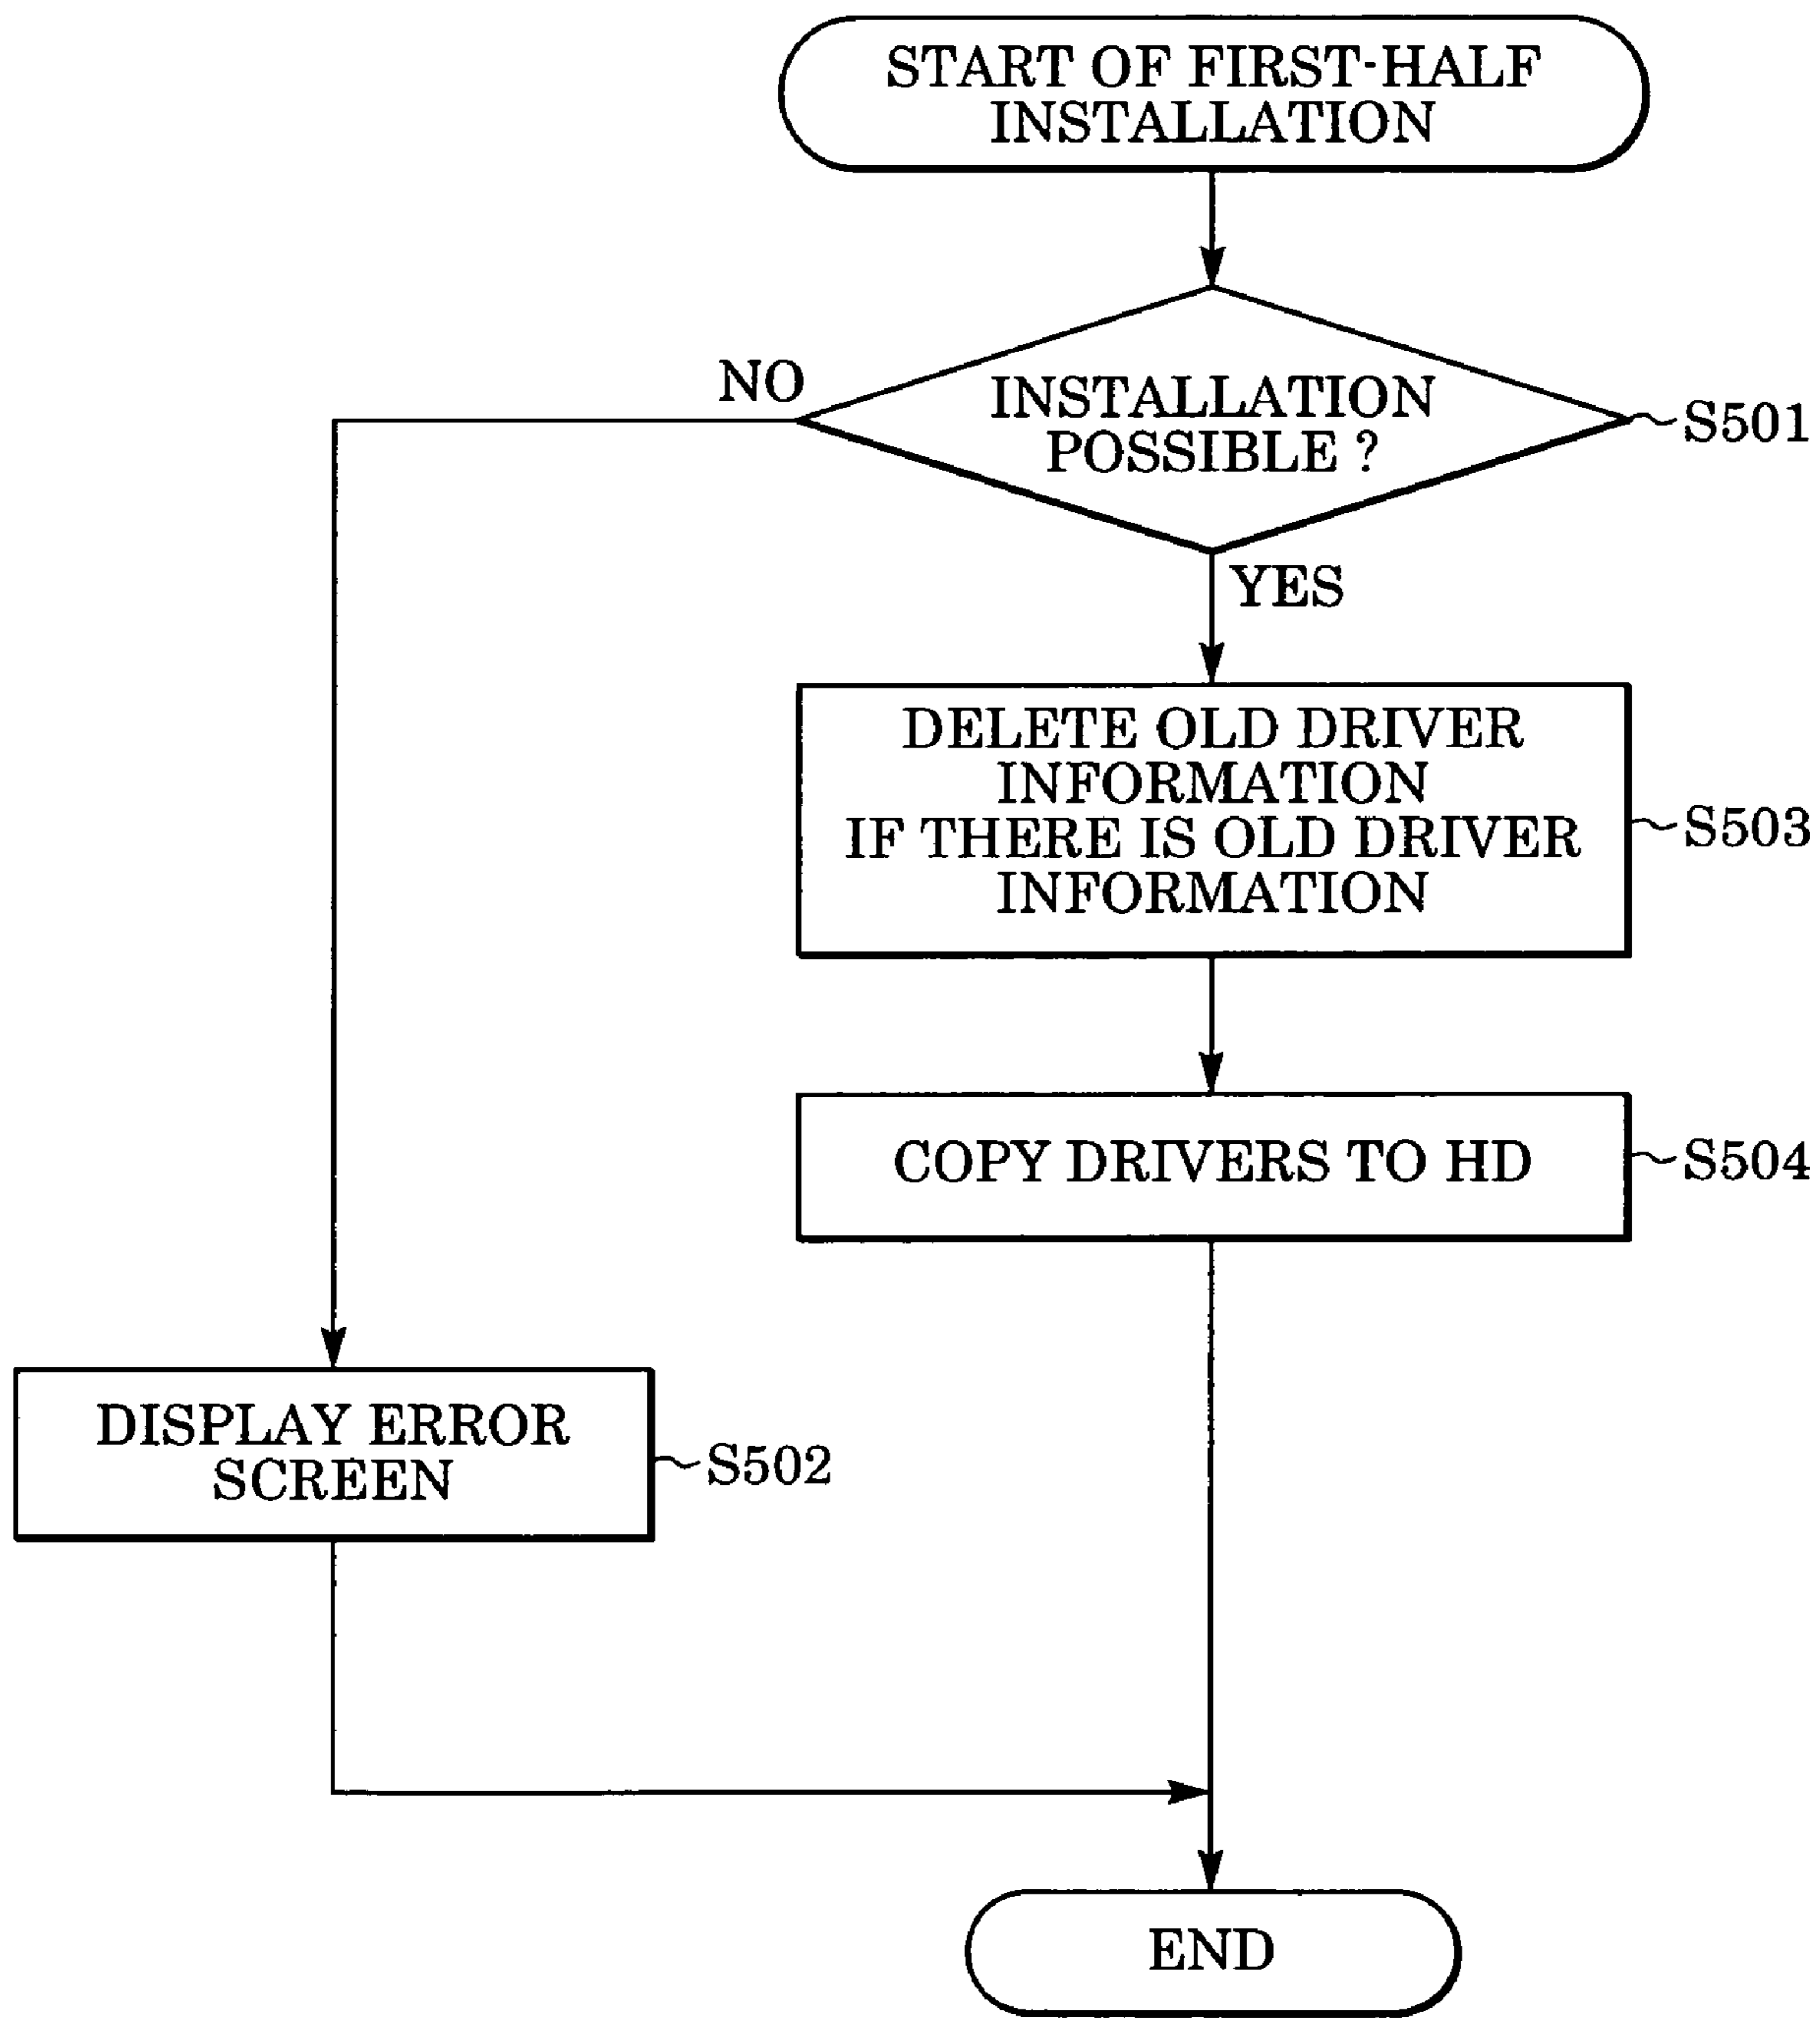 START OF FIRST-HALF
INSTALLATION
NO
INSTALLATION
POSSIBLE ?
S501
YES
DELETE OLD DRIVER
INFORMATION
IF THERE IS OLD DRIVER
INFORMATION
S503
COPY DRIVERS TO HD
S504
DISPLAY ERROR
SCREEN
S502
END